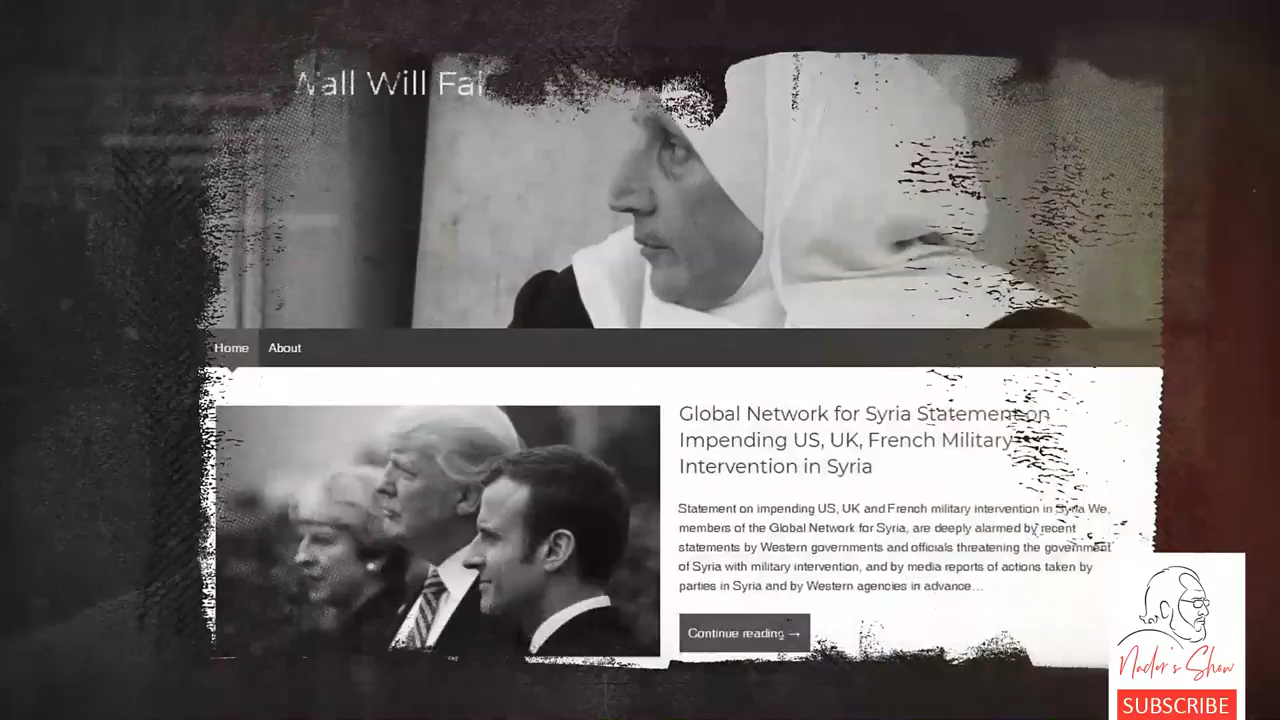 Wall Will Fal
Home About
Global Network for Syria Statement on
Impending US, UK, French Military
Intervention in Syria
Statement on impending US, UK and French military intervention in Syria We,
members of the Global Network for Syria, are deeply alarmed by recent
statements by Western governments and officials threatening the government
of Syria with military intervention, and by media reports of actions taken by
parties in Syria and by Western agencies in advance…
Continue reading →
Nader's Show
SUBSCRIBE